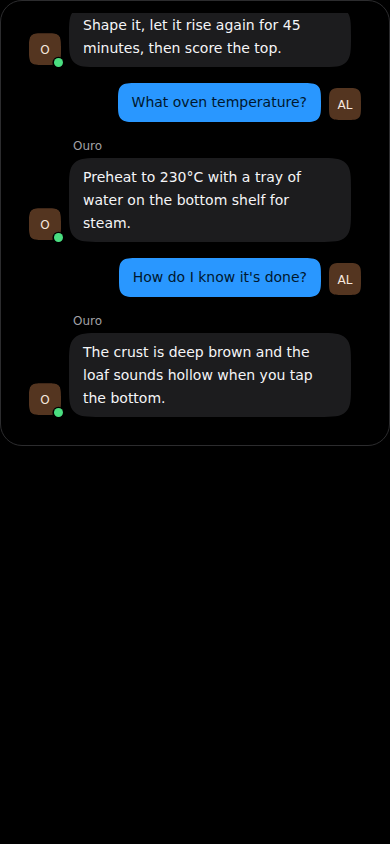 Shape it, let it rise again for 45
minutes, then score the top.
O
What oven temperature?
AL
Ouro
Preheat to 230°C with a tray of
water on the bottom shelf for
steam.
O
How do I know it's done?
AL
Ouro
The crust is deep brown and the
loaf sounds hollow when you tap
the bottom.
O